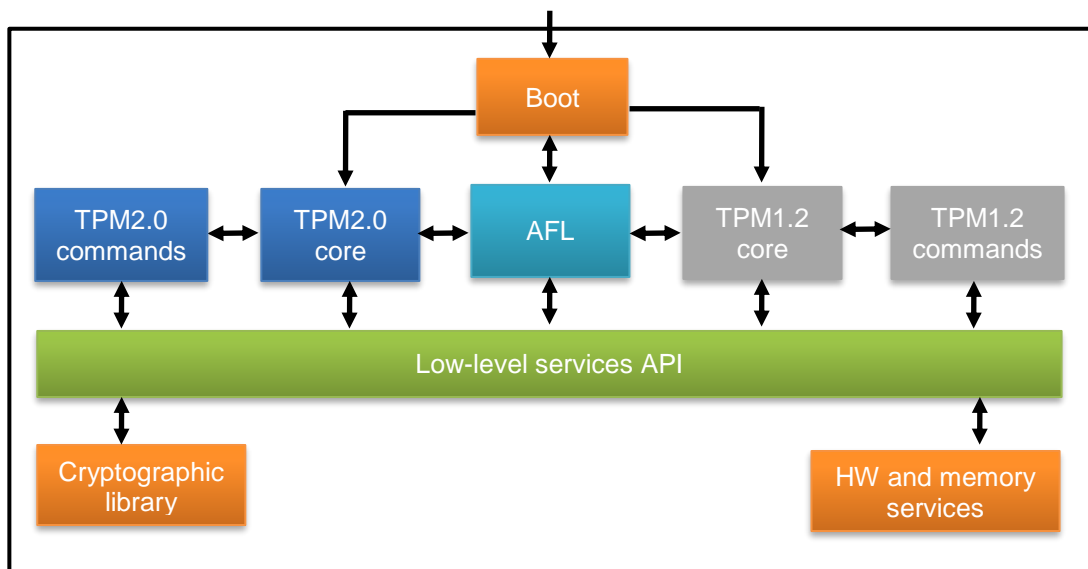 Boot
TPM2.0
commands
TPM2.0
core
AFL
TPM1.2
core
TPM1.2
commands
Low-level services API
Cryptographic
library
HW and memory
services